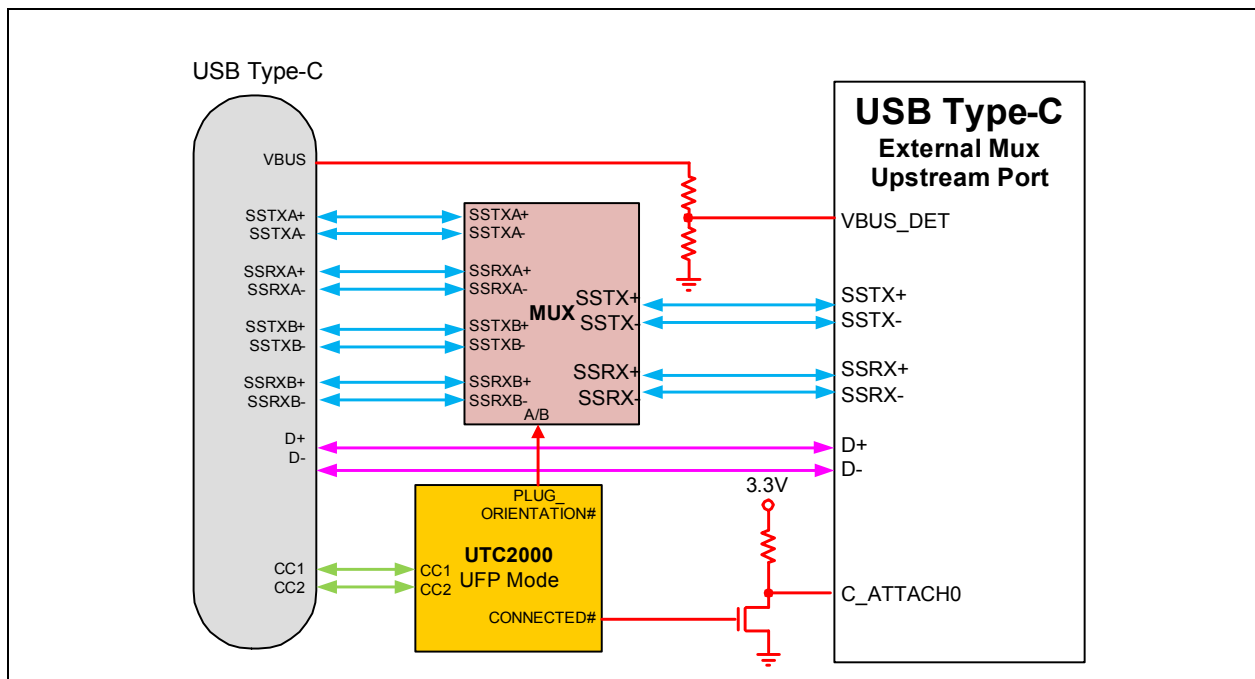 USB Type-C
VBUS
SSTXA+
SSTXA-
SSRXA+
SSRXA-
SSTXB+
SSTXB-
SSRXB+
SSRXB-
D+
D-
CC1
CC2
SSTXA+
SSTXA-
SSRXA+
SSRXA-
SSTXB+
SSTXB-
SSRXB+
SSRXB-
MUX
SSTX+
SSTX-
SSRX+
SSRX-
A/B
PLUG_
ORIENTATION#
UTC2000
UFP Mode
CC1
CC2
CONNECTED#
3.3V
USB Type-C
External Mux
Upstream Port
VBUS_DET
SSTX+
SSTX-
SSRX+
SSRX-
D+
D-
C_ATTACH0